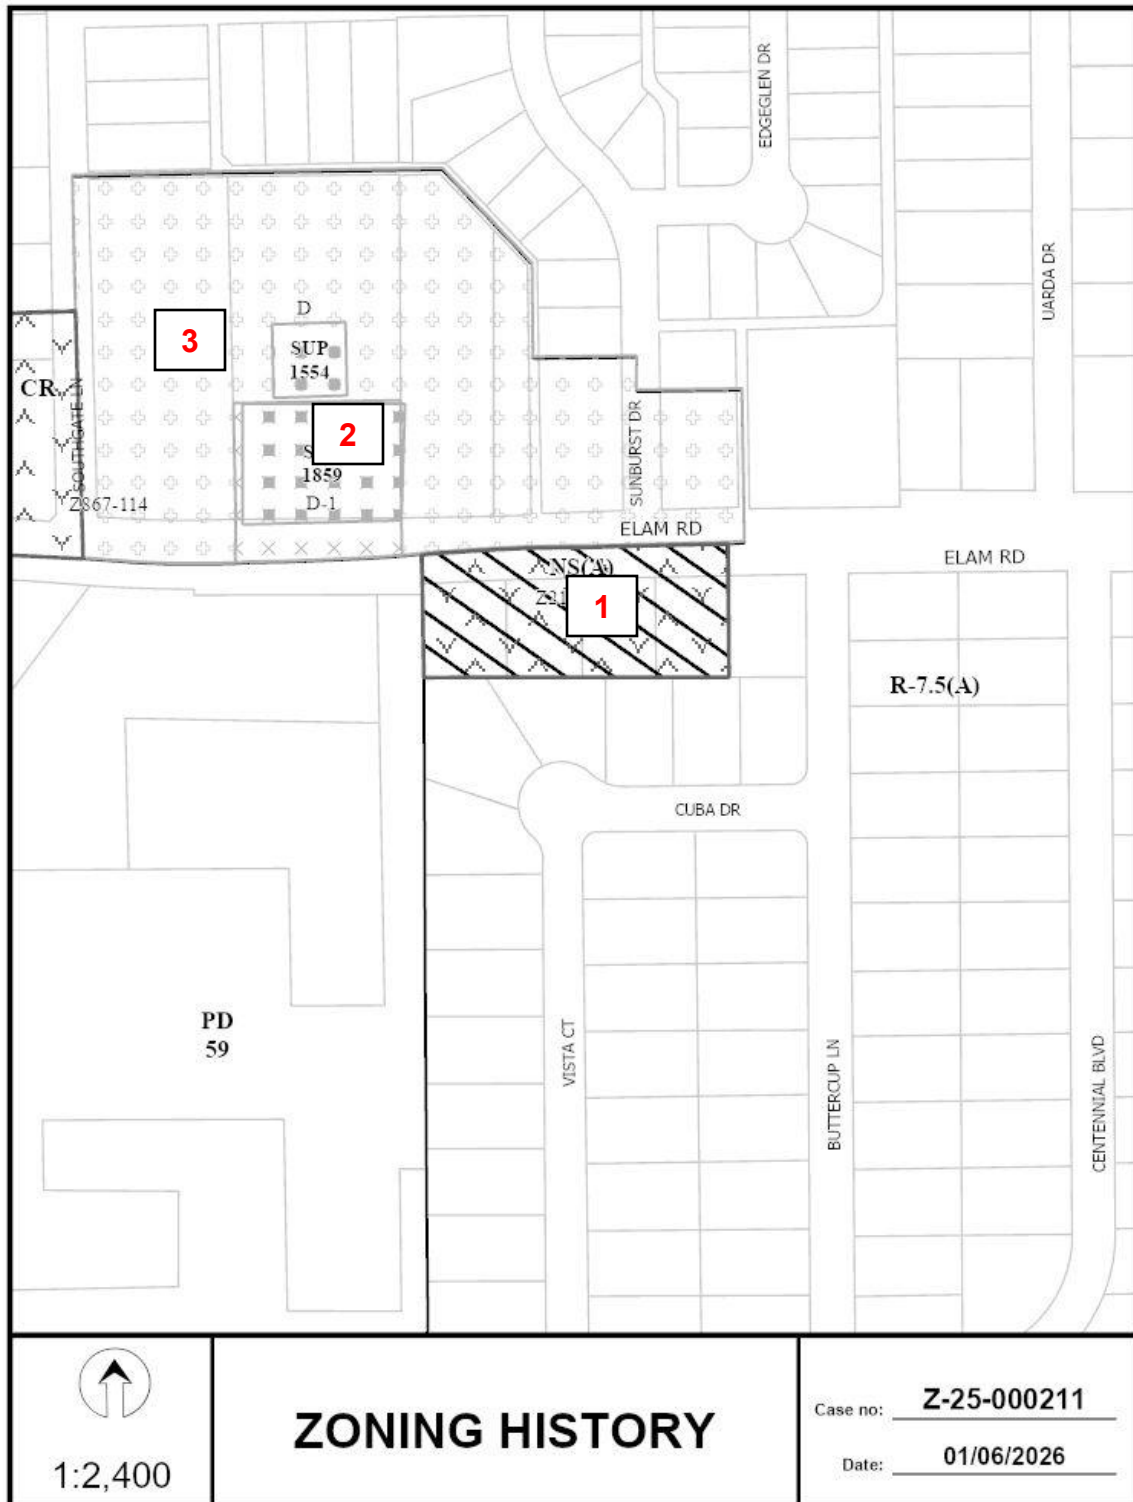 EDGEGLEN DR
UARDA DR
D
3
SUP
1554
CR
SOUTHGATE LN
2
1859
D-1
Z867-114
SUNBURST DR
ELAM RD
ELAM RD
NS(A)
1
R-7.5(A)
CUBA DR
PD
59
VISTA CT
BUTTERCUP LN
CENTENNIAL BLVD
1:2,400
ZONING HISTORY
Case no: Z-25-000211
Date: 01/06/2026